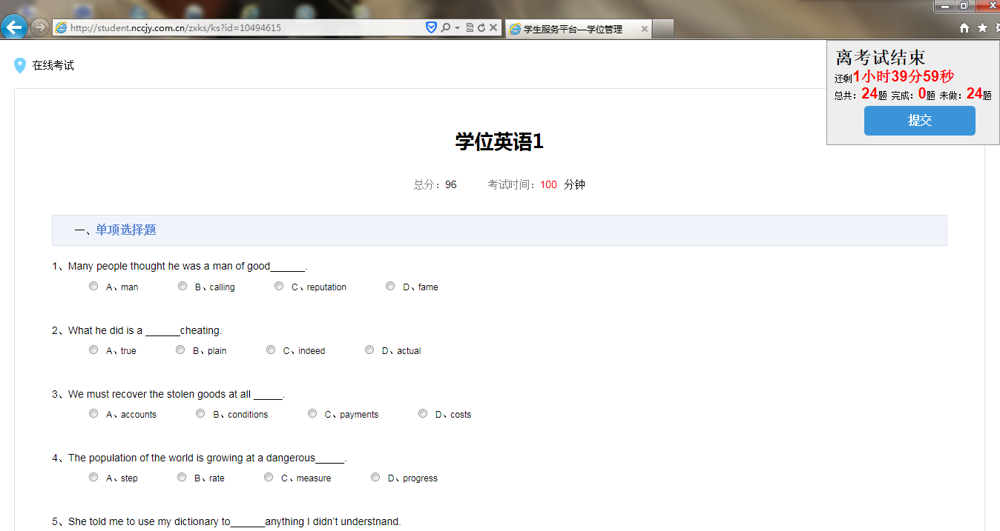 http://student.nccjy.com.cn/zxks/ks?id=10494615
学生服务平台—学位管理
在线考试
离考试结束
还剩1小时39分59秒
总共：24题 完成：0题 未做：24题
提交
学位英语1
总分：96 考试时间：100 分钟
一、单项选择题
1、Many people thought he was a man of good______.
A、man B、calling C、reputation D、fame
2、What he did is a ______cheating.
A、true B、plain C、indeed D、actual
3、We must recover the stolen goods at all _____.
A、accounts B、conditions C、payments D、costs
4、The population of the world is growing at a dangerous_____.
A、step B、rate C、measure D、progress
5、She told me to use my dictionary to______anything I didn't understnand.